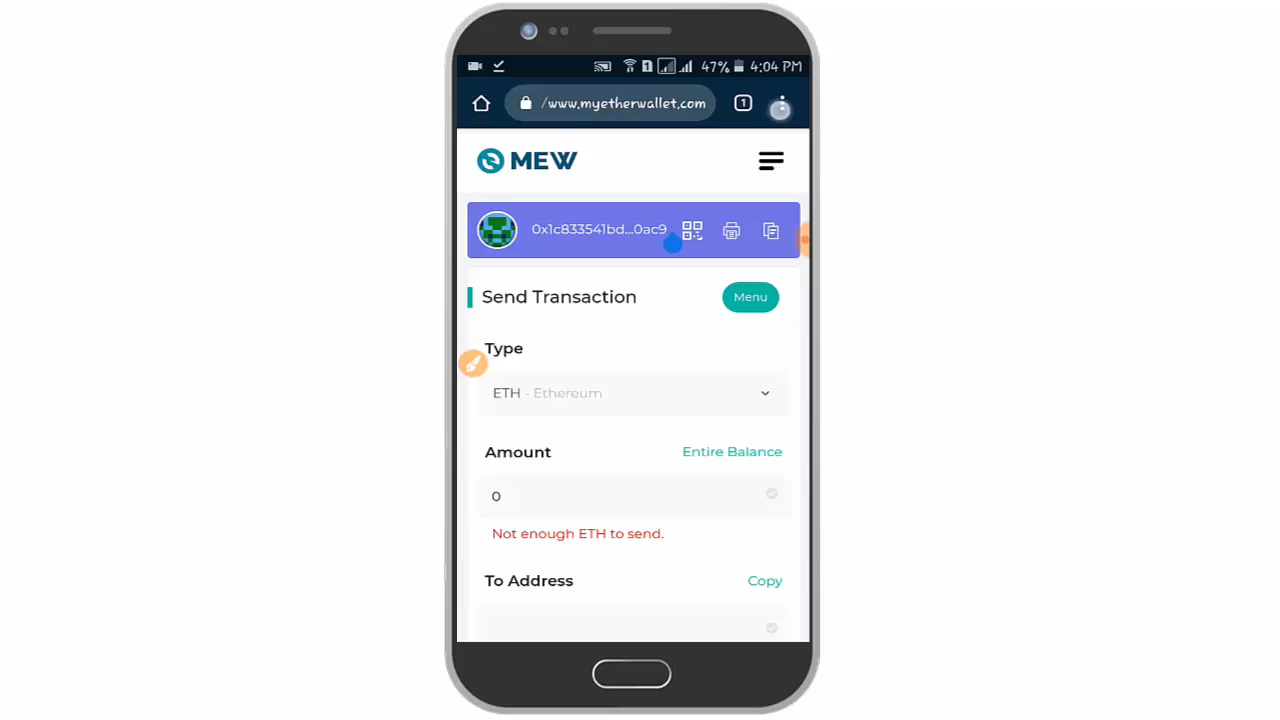 47% 4:04 PM
/www.myetherwallet.com 1
MEW
0x1c833541bd...0ac9
Send Transaction Menu
Type
ETH - Ethereum
Amount Entire Balance
0
Not enough ETH to send.
To Address Copy